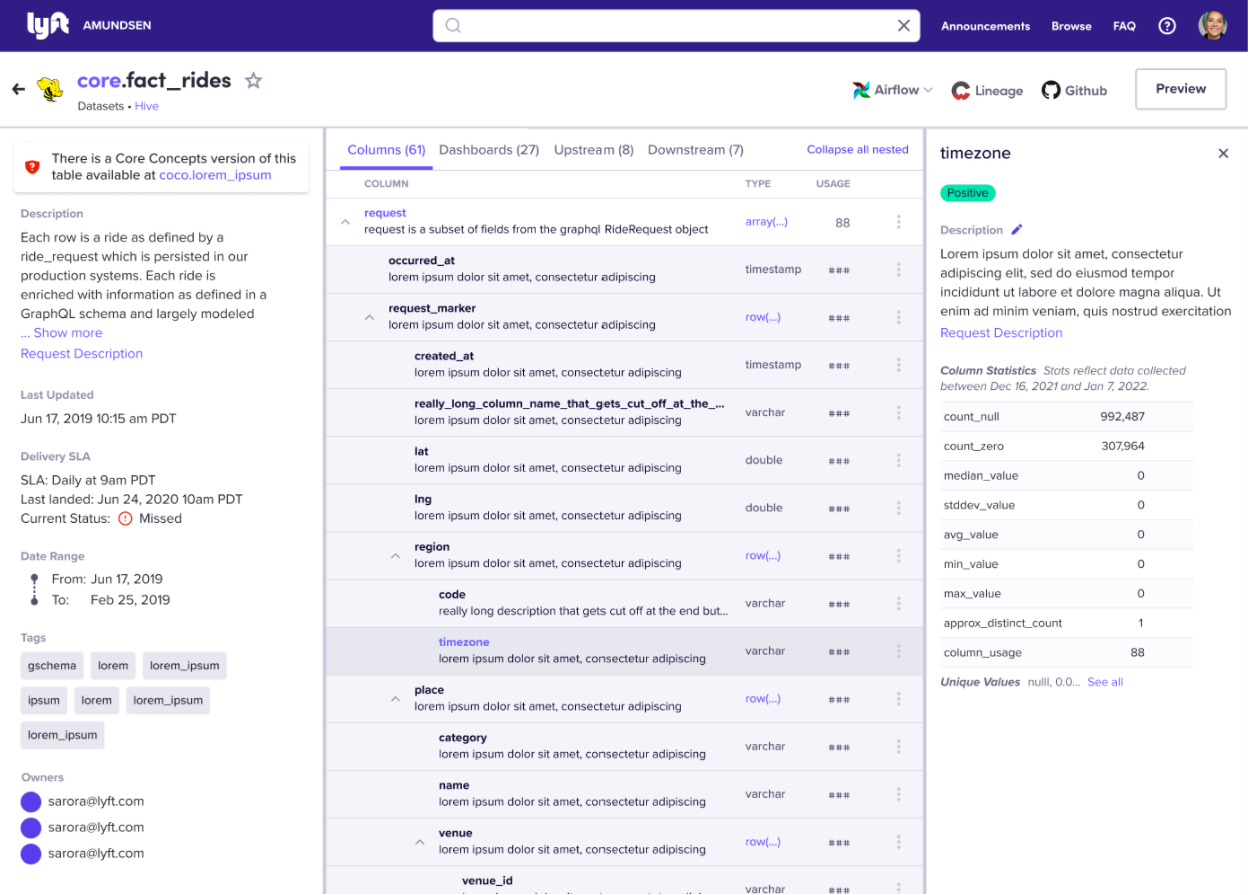 lyft AMUNDSEN
Announcements Browse FAQ ?
core.fact_rides
Datasets • Hive
Airflow Lineage Github Preview
There is a Core Concepts version of this
table available at coco.lorem_ipsum
Description
Each row is a ride as defined by a
ride_request which is persisted in our
production systems. Each ride is
enriched with information as defined in a
GraphQL schema and largely modeled
... Show more
Request Description
Last Updated
Jun 17, 2019 10:15 am PDT
Delivery SLA
SLA: Daily at 9am PDT
Last landed: Jun 24, 2020 10am PDT
Current Status: Missed
Date Range
From: Jun 17, 2019
To: Feb 25, 2019
Tags
gschema lorem lorem_ipsum
ipsum lorem lorem_ipsum
lorem_ipsum
Owners
sarora@lyft.com
sarora@lyft.com
sarora@lyft.com
Columns (61) Dashboards (27) Upstream (8) Downstream (7) Collapse all nested
COLUMN TYPE USAGE
request
request is a subset of fields from the graphql RideRequest object
array(...) 88
occurred_at
lorem ipsum dolor sit amet, consectetur adipiscing
timestamp ###
request_marker
lorem ipsum dolor sit amet, consectetur adipiscing
row(...) ###
created_at
lorem ipsum dolor sit amet, consectetur adipiscing
timestamp ###
really_long_column_name_that_gets_cut_off_at_the_...
lorem ipsum dolor sit amet, consectetur adipiscing
varchar ###
lat
lorem ipsum dolor sit amet, consectetur adipiscing
double ###
lng
lorem ipsum dolor sit amet, consectetur adipiscing
double ###
region
lorem ipsum dolor sit amet, consectetur adipiscing
row(...) ###
code
really long description that gets cut off at the end but...
varchar ###
timezone
lorem ipsum dolor sit amet, consectetur adipiscing
varchar ###
place
lorem ipsum dolor sit amet, consectetur adipiscing
row(...) ###
category
lorem ipsum dolor sit amet, consectetur adipiscing
varchar ###
name
lorem ipsum dolor sit amet, consectetur adipiscing
varchar ###
venue
lorem ipsum dolor sit amet, consectetur adipiscing
row(...) ###
venue_id
varchar ###
timezone
Positive
Description
Lorem ipsum dolor sit amet, consectetur
adipiscing elit, sed do eiusmod tempor
incididunt ut labore et dolore magna aliqua. Ut
enim ad minim veniam, quis nostrud exercitation
Request Description
Column Statistics Stats reflect data collected
between Dec 16, 2021 and Jan 7, 2022.
count_null 992,487
count_zero 307,964
median_value 0
stddev_value 0
avg_value 0
min_value 0
max_value 0
approx_distinct_count 1
column_usage 88
Unique Values nulll, 0.0... See all